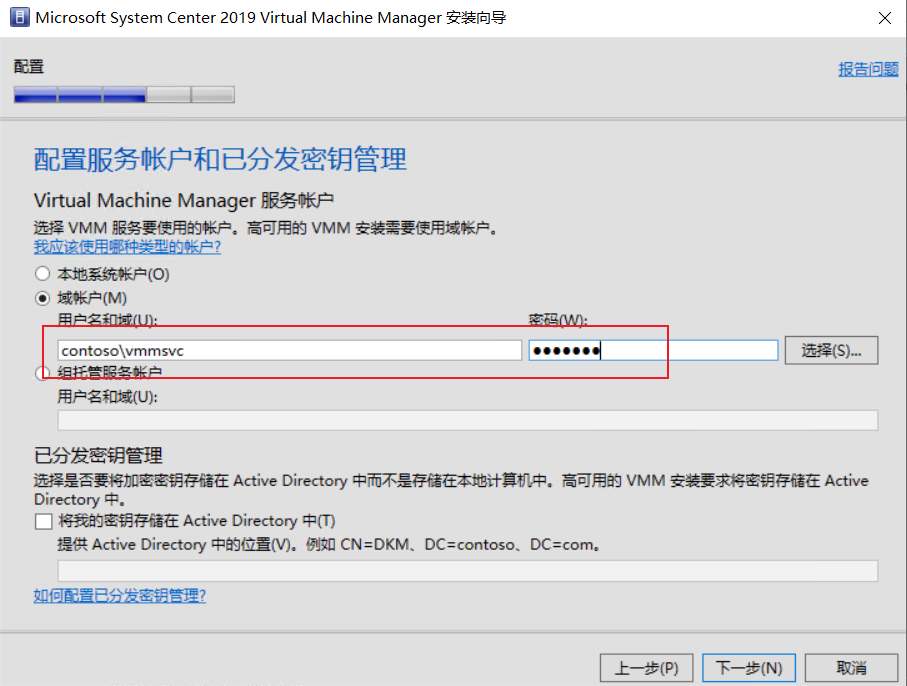 Microsoft System Center 2019 Virtual Machine Manager 安装向导
配置
报告问题
配置服务帐户和已分发密钥管理
Virtual Machine Manager 服务帐户
选择 VMM 服务要使用的帐户。高可用的 VMM 安装需要使用域帐户。
我应该使用哪种类型的帐户?
本地系统帐户(O)
域帐户(M)
用户名和域(U): 密码(W):
contoso\vmmsvc ●●●●●●● 选择(S)...
组托管服务帐户
用户名和域(U):
已分发密钥管理
选择是否要将加密密钥存储在 Active Directory 中而不是存储在本地计算机中。高可用的 VMM 安装要求将密钥存储在 Active
Directory 中。
将我的密钥存储在 Active Directory 中(T)
提供 Active Directory 中的位置(V)。例如 CN=DKM、DC=contoso、DC=com。
如何配置已分发密钥管理?
上一步(P) 下一步(N) 取消